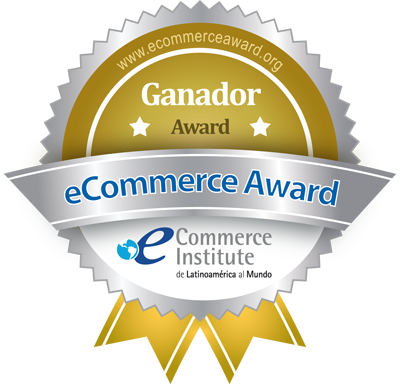 www.ecommerceaward.org
Ganador
Award
eCommerce Award
eCommerce
Institute
de Latinoamérica al Mundo